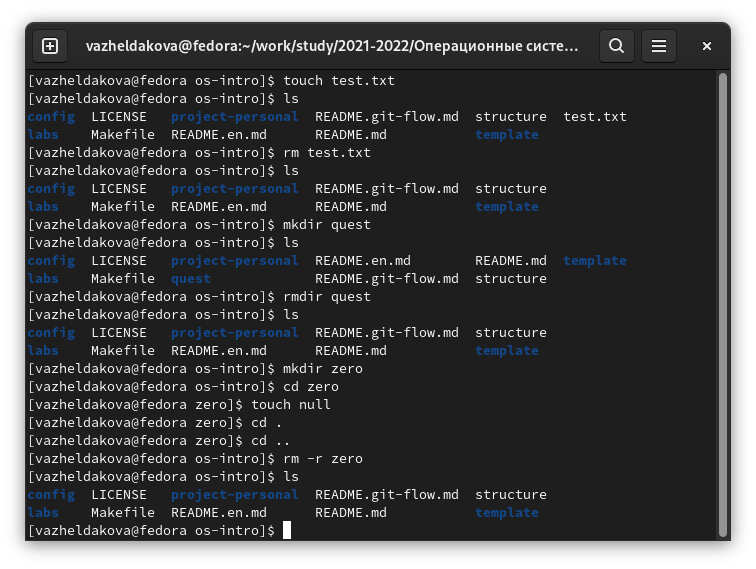 vazheldakova@fedora:~/work/study/2021-2022/Операционные систе...
[vazheldakova@fedora os-intro]$ touch test.txt
[vazheldakova@fedora os-intro]$ ls
config  LICENSE   project-personal  README.git-flow.md  structure  test.txt
labs    Makefile  README.en.md      README.md           template
[vazheldakova@fedora os-intro]$ rm test.txt
[vazheldakova@fedora os-intro]$ ls
config  LICENSE   project-personal  README.git-flow.md  structure
labs    Makefile  README.en.md      README.md           template
[vazheldakova@fedora os-intro]$ mkdir quest
[vazheldakova@fedora os-intro]$ ls
config  LICENSE   project-personal  README.en.md        README.md  template
labs    Makefile  quest             README.git-flow.md  structure
[vazheldakova@fedora os-intro]$ rmdir quest
[vazheldakova@fedora os-intro]$ ls
config  LICENSE   project-personal  README.git-flow.md  structure
labs    Makefile  README.en.md      README.md           template
[vazheldakova@fedora os-intro]$ mkdir zero
[vazheldakova@fedora os-intro]$ cd zero
[vazheldakova@fedora zero]$ touch null
[vazheldakova@fedora zero]$ cd .
[vazheldakova@fedora zero]$ cd ..
[vazheldakova@fedora os-intro]$ rm -r zero
[vazheldakova@fedora os-intro]$ ls
config  LICENSE   project-personal  README.git-flow.md  structure
labs    Makefile  README.en.md      README.md           template
[vazheldakova@fedora os-intro]$